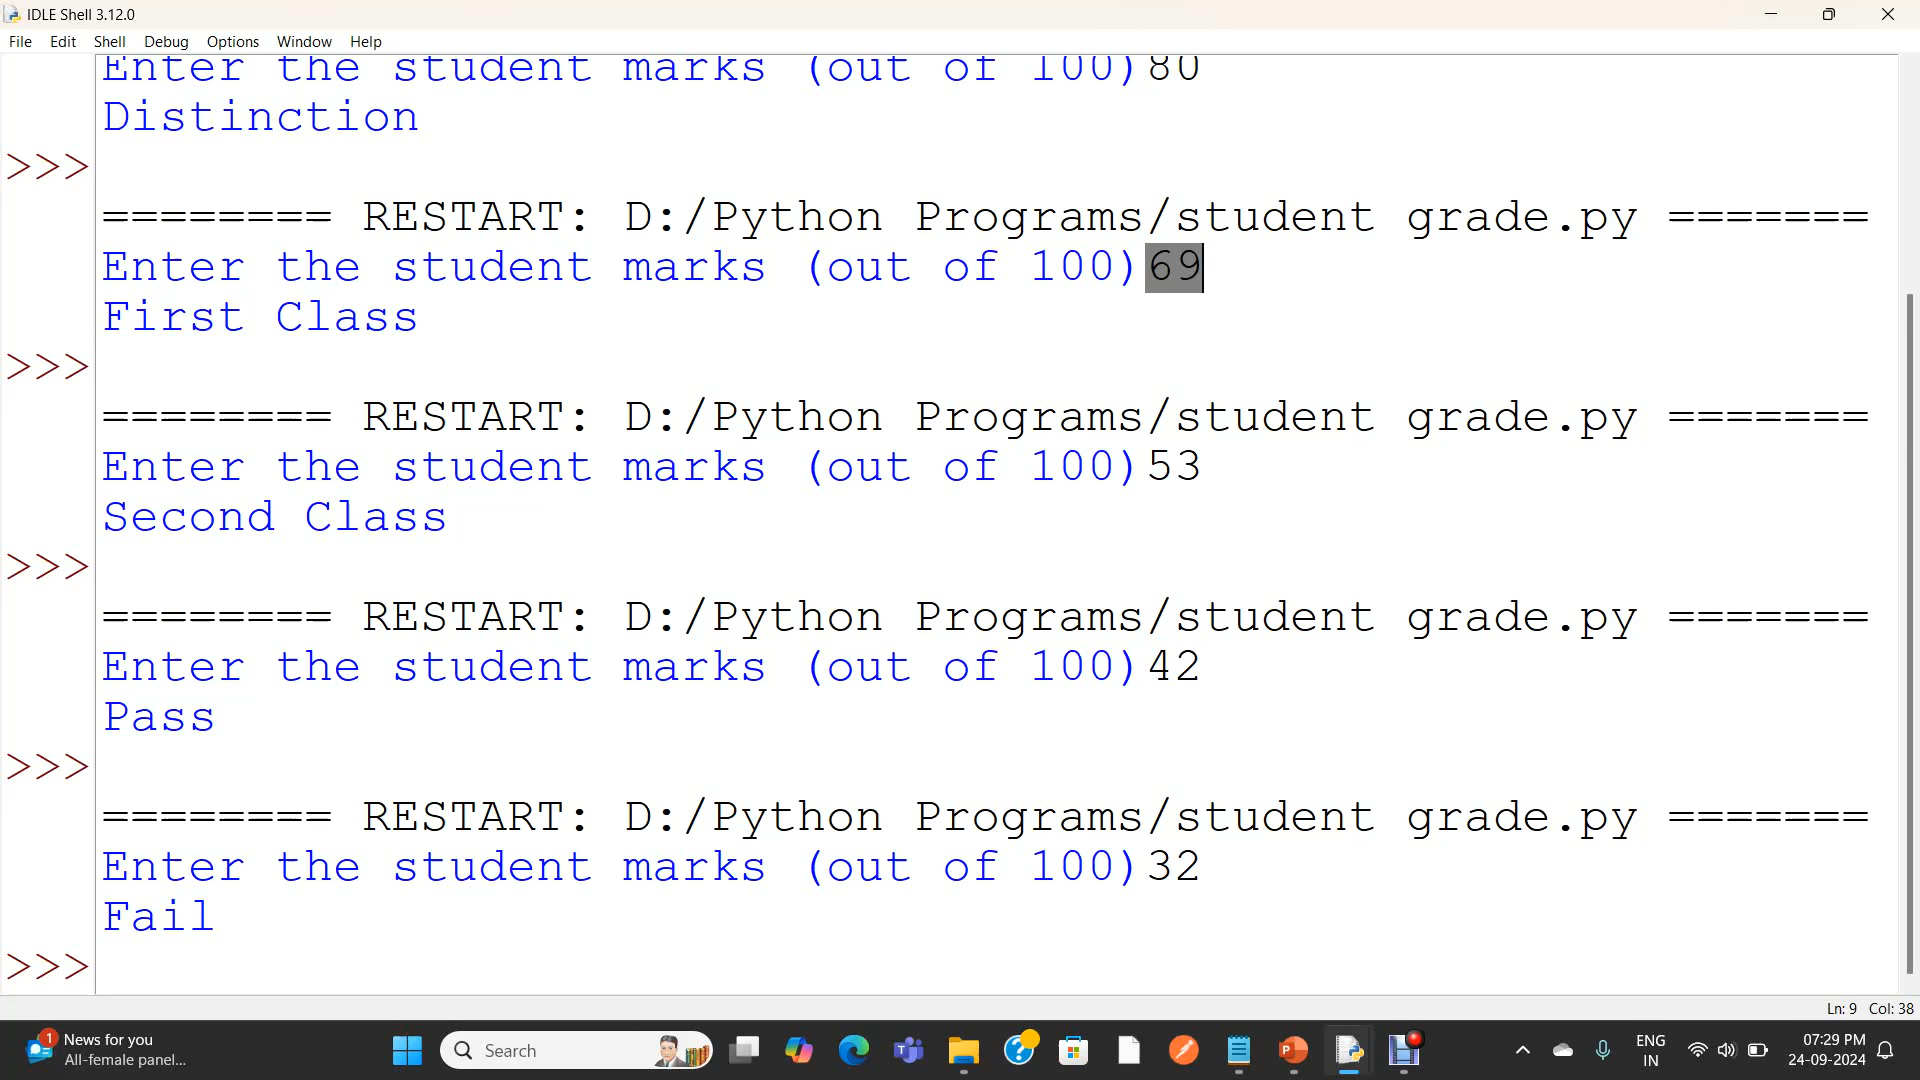 IDLE Shell 3.12.0
File Edit Shell Debug Options Window Help
Enter the student marks (out of 100)80
Distinction
>>>
======== RESTART: D:/Python Programs/student grade.py =======
Enter the student marks (out of 100)69
First Class
>>>
======== RESTART: D:/Python Programs/student grade.py =======
Enter the student marks (out of 100)53
Second Class
>>>
======== RESTART: D:/Python Programs/student grade.py =======
Enter the student marks (out of 100)42
Pass
>>>
======== RESTART: D:/Python Programs/student grade.py =======
Enter the student marks (out of 100)32
Fail
>>>
Ln: 9 Col: 38
1
News for you
All-female panel...
Search
ENG
IN
07:29 PM
24-09-2024